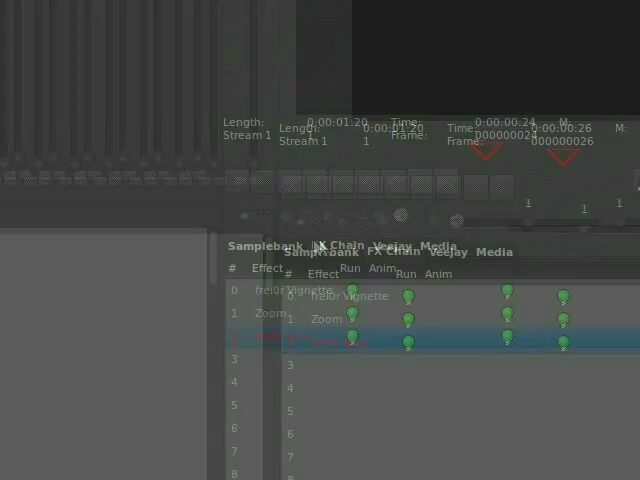 Length: 0:00:01:20 Time: 0:00:00:24 M:
Stream 1 1 Frame: 000000024
Length: 0:00:01:20 Time: 0:00:00:26 M:
Stream 1 1 Frame: 000000026
1 1
1
Samplebank FX Chain Veejay Media
Samplebank FX Chain Veejay Media
# Effect Run Anim
# Effect Run Anim
0 frei0r Vignette
0 frei0r Vignette
1 Zoom
1 Zoom
3
3
4
4
5
5
6
6
7
7
8
8